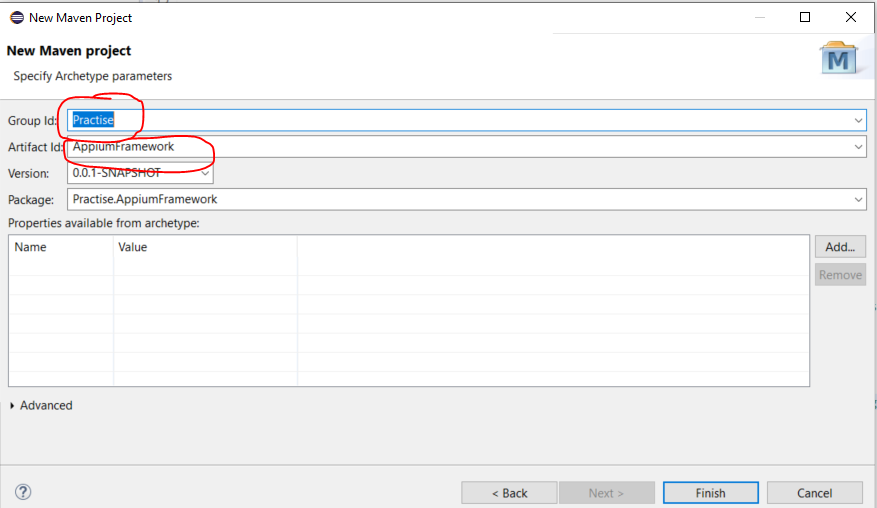 New Maven Project
New Maven project
Specify Archetype parameters
M
Group Id: Practise
Artifact Id: AppiumFramework
Version: 0.0.1-SNAPSHOT
Package: Practise.AppiumFramework
Properties available from archetype:
Name Value Add...
Remove
Advanced
? < Back Next > Finish Cancel